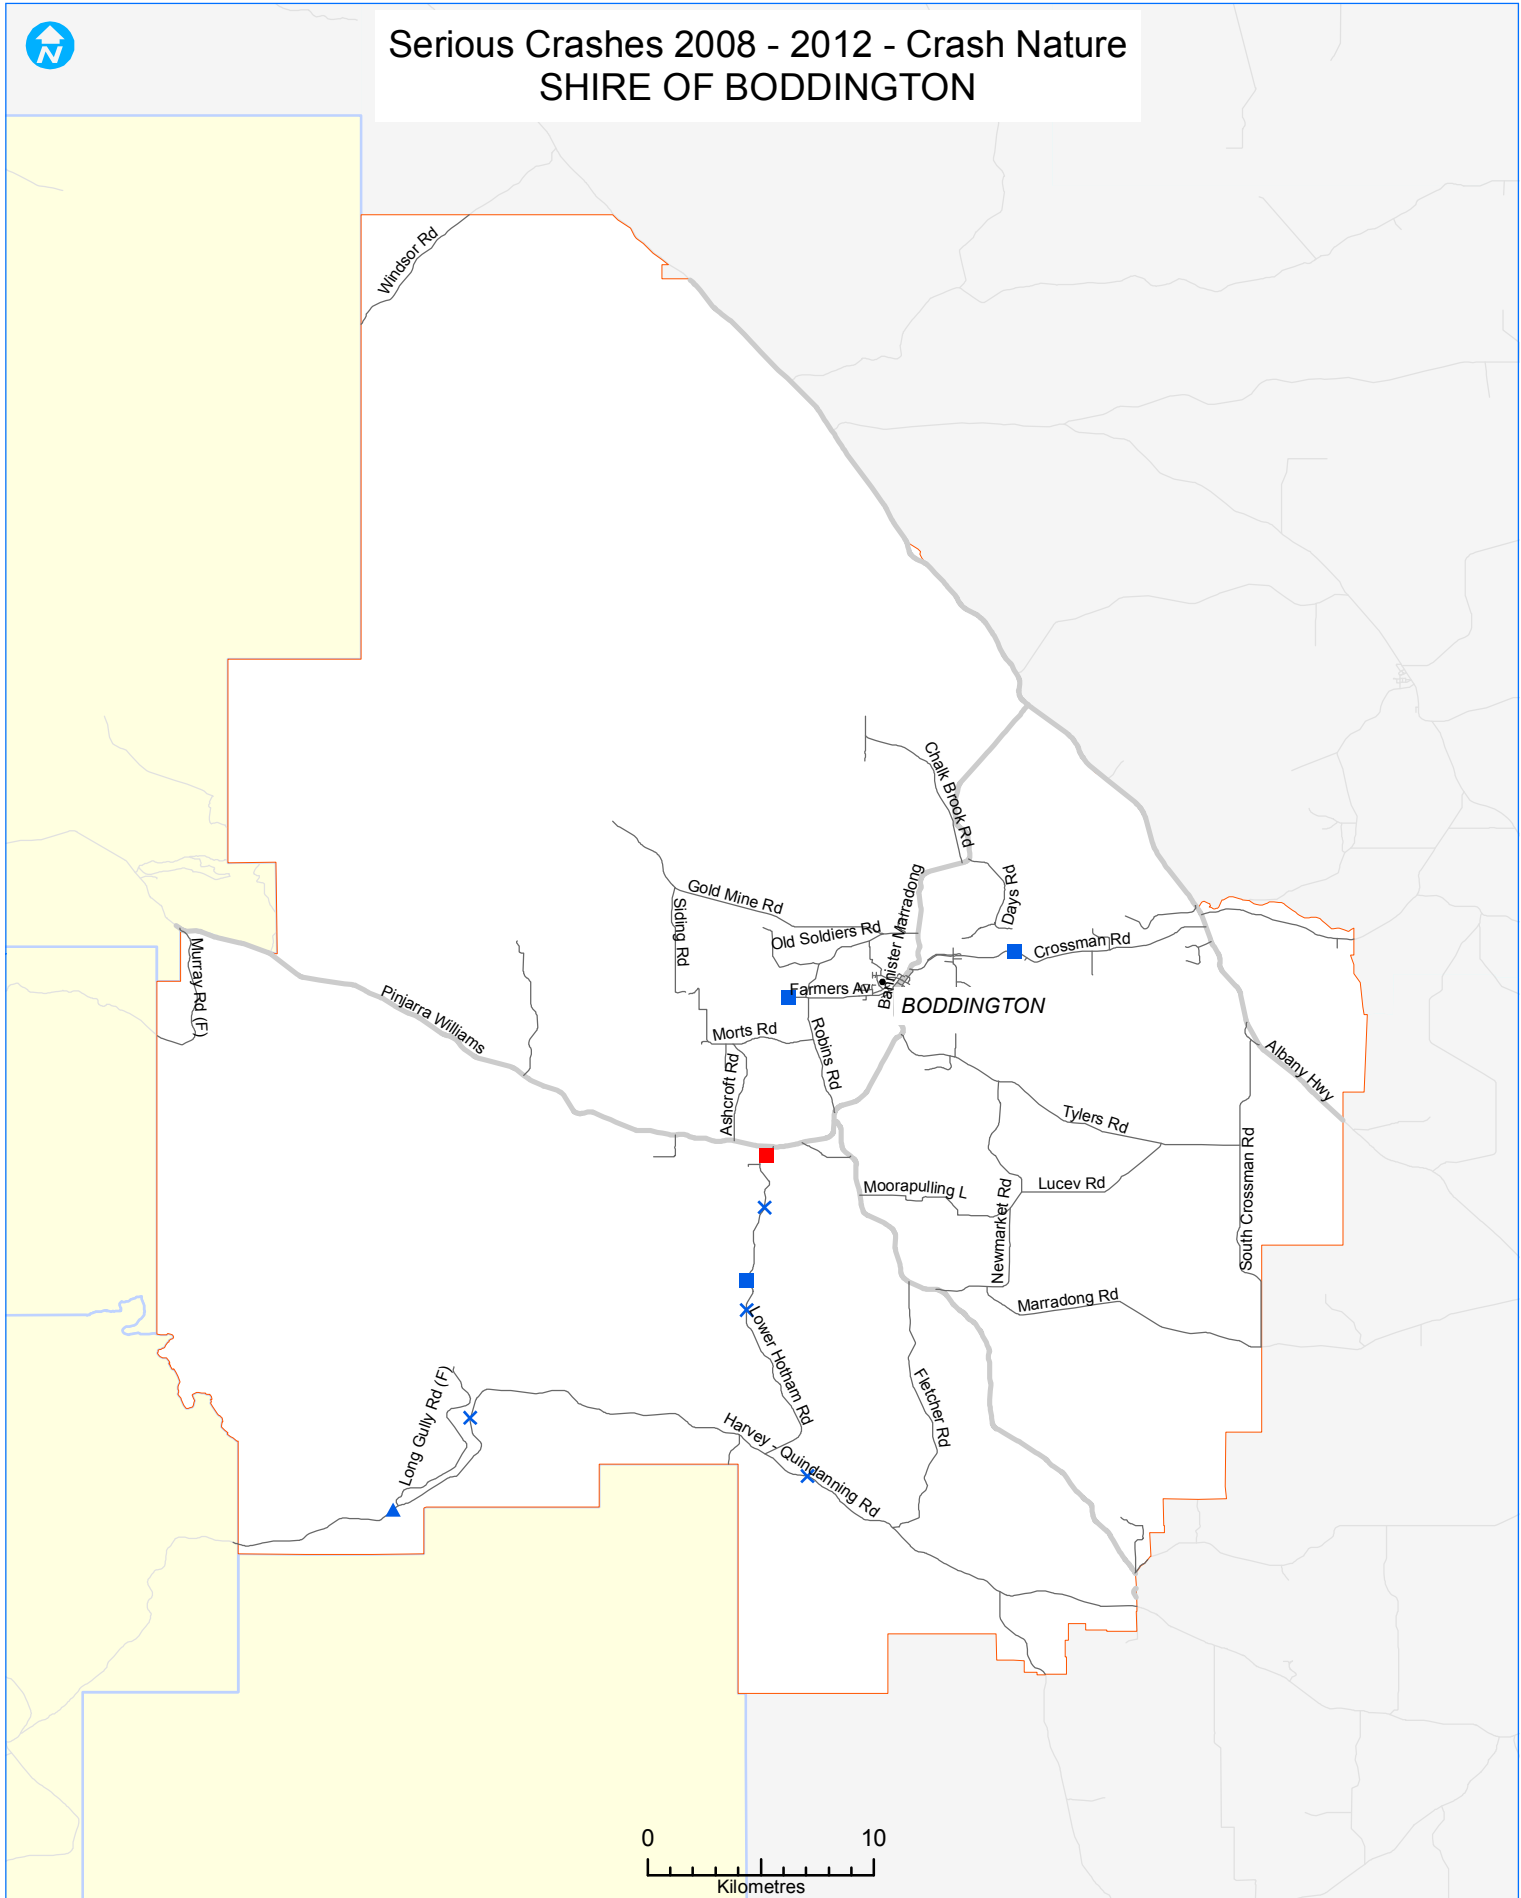 N
Serious Crashes 2008 - 2012 - Crash Nature
SHIRE OF BODDINGTON
Windsor Rd
Chalk Brook Rd
Days Rd
Gold Mine Rd
Siding Rd
Old Soldiers Rd
Bannister Marradong
Crossman Rd
Murray Rd (F)
Pinjarra Williams
Farmers Av
BODDINGTON
Morts Rd
Robins Rd
Ashcroft Rd
Albany Hwy
Tylers Rd
Moorapulling L
Lucev Rd
Newmarket Rd
South Crossman Rd
Marradong Rd
Lower Hotham Rd
Fletcher Rd
Long Gully Rd (F)
Harvey - Quindanning Rd
0 10
Kilometres